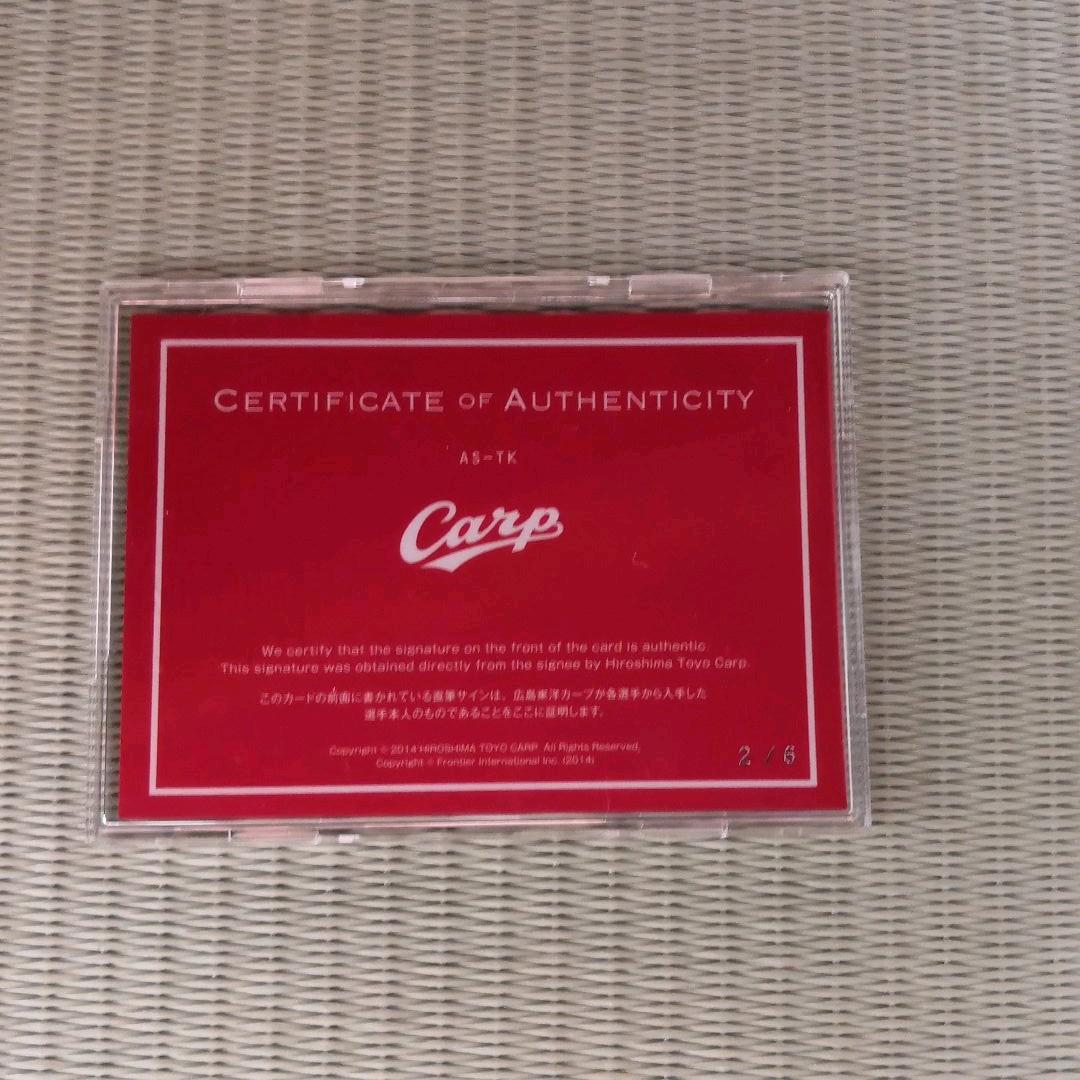 CERTIFICATE OF AUTHENTICITY
AS-TK
Carp
We certify that the signature on the front of the card is authentic.
This signature was obtained directly from the signee by Hiroshima Toyo Carp.
このカードの前面に書かれている直筆サインは、広島東洋カープが各選手から入手した
選手本人のものであることをここに証明します。
Copyright © 2014 HIROSHIMA TOYO CARP. All Rights Reserved.
Copyright © Frontier International Inc. (2014)
2 / 6